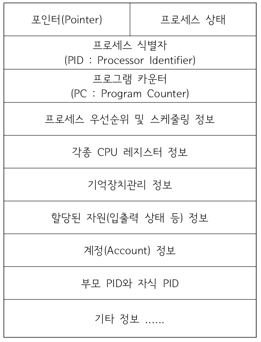 포인터(Pointer) 프로세스 상태
프로세스 식별자
(PID : Processor Identifier)
프로그램 카운터
(PC : Program Counter)
프로세스 우선순위 및 스케줄링 정보
각종 CPU 레지스터 정보
기억장치관리 정보
할당된 자원(입출력 상태 등) 정보
계정(Account) 정보
부모 PID와 자식 PID
기타 정보 ......